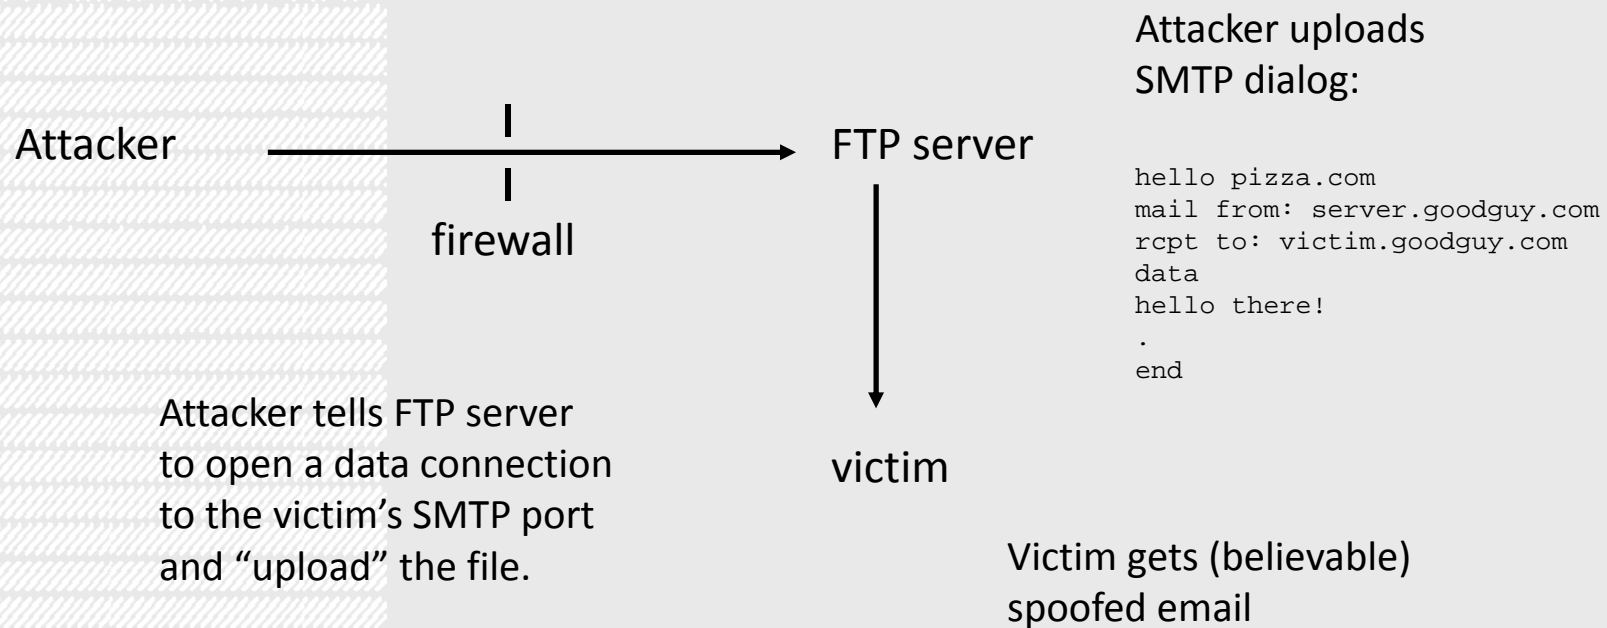 Attacker
firewall
FTP server
victim
Attacker tells FTP server
to open a data connection
to the victim’s SMTP port
and “upload” the file.
Attacker uploads
SMTP dialog:
hello pizza.com
mail from: server.goodguy.com
rcpt to: victim.goodguy.com
data
hello there!
.
end
Victim gets (believable)
spoofed email